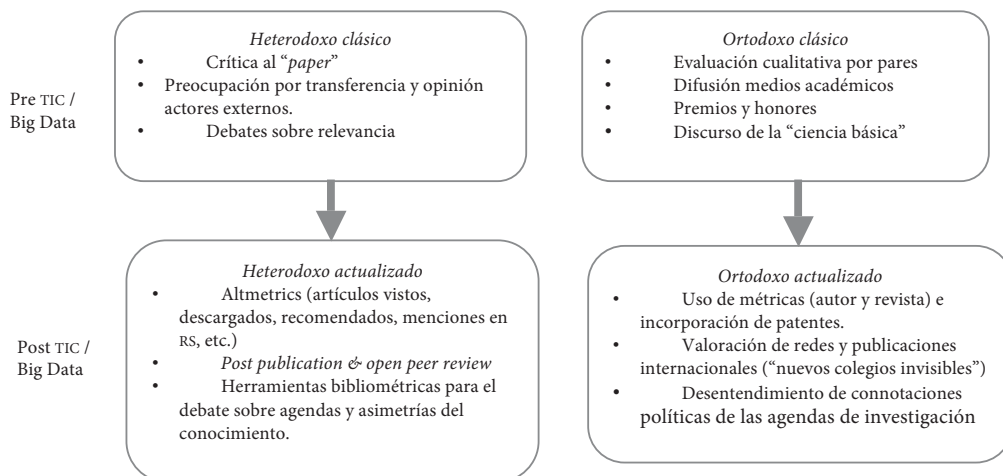 Heterodoxo clásico
• Crítica al “paper”
• Preocupación por transferencia y opinión
actores externos.
• Debates sobre relevancia
Ortodoxo clásico
• Evaluación cualitativa por pares
• Difusión medios académicos
• Premios y honores
• Discurso de la “ciencia básica”
Pre TIC /
Big Data
Heterodoxo actualizado
• Altmetrics (artículos vistos,
descargados, recomendados, menciones en
RS, etc.)
• Post publication & open peer review
• Herramientas bibliométricas para el
debate sobre agendas y asimetrías del
conocimiento.
Ortodoxo actualizado
• Uso de métricas (autor y revista) e
incorporación de patentes.
• Valoración de redes y publicaciones
internacionales (“nuevos colegios invisibles”)
• Desentendimiento de connotaciones
políticas de las agendas de investigación
Post TIC /
Big Data